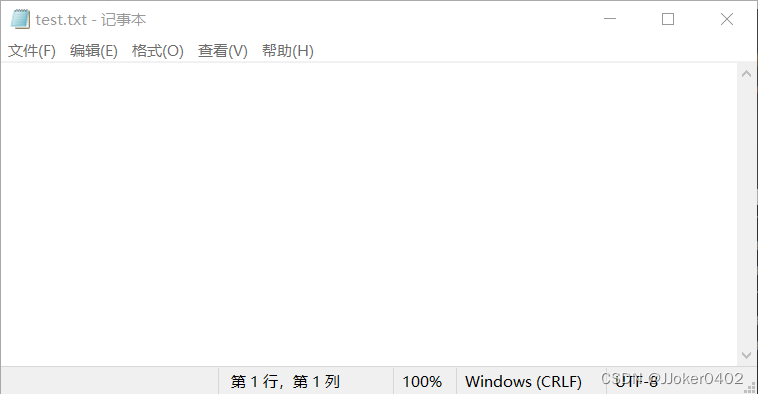 test.txt - 记事本
文件(F) 编辑(E) 格式(O) 查看(V) 帮助(H)
第 1 行，第 1 列 100% Windows (CRLF) UTF-8
CSDN @JJoker0402